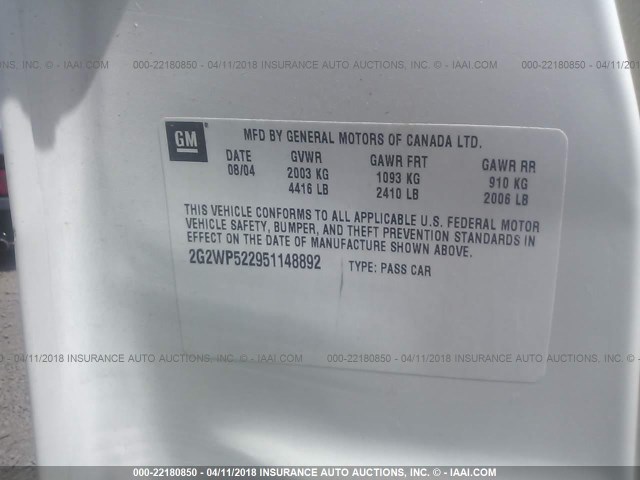 INC. - © - IAAI.COM
000-22180850 - 04/11/2018 INSURANCE AUTO AUCTIONS, INC. - © - IAAI.COM
000-22180850
GM
MFD BY GENERAL MOTORS OF CANADA LTD.
DATE GVWR GAWR FRT GAWR RR
08/04 2003 KG 1093 KG 910 KG
4416 LB 2410 LB 2006 LB
THIS VEHICLE CONFORMS TO ALL APPLICABLE U.S. FEDERAL MOTOR
VEHICLE SAFETY, BUMPER, AND THEFT PREVENTION STANDARDS IN
EFFECT ON THE DATE OF MANUFACTURE SHOWN ABOVE.
2G2WP522951148892 TYPE: PASS CAR
04/11/2018 INSURANCE AUTO AUCTIONS, INC. - © - IAAI.COM
000-22180850 - 04/11/2018 INSURANCE AUTO AUCTIONS, INC
000-22180850 - 04/11/2018 INSURANCE AUTO AUCTIONS, INC. - © - IAAI.COM